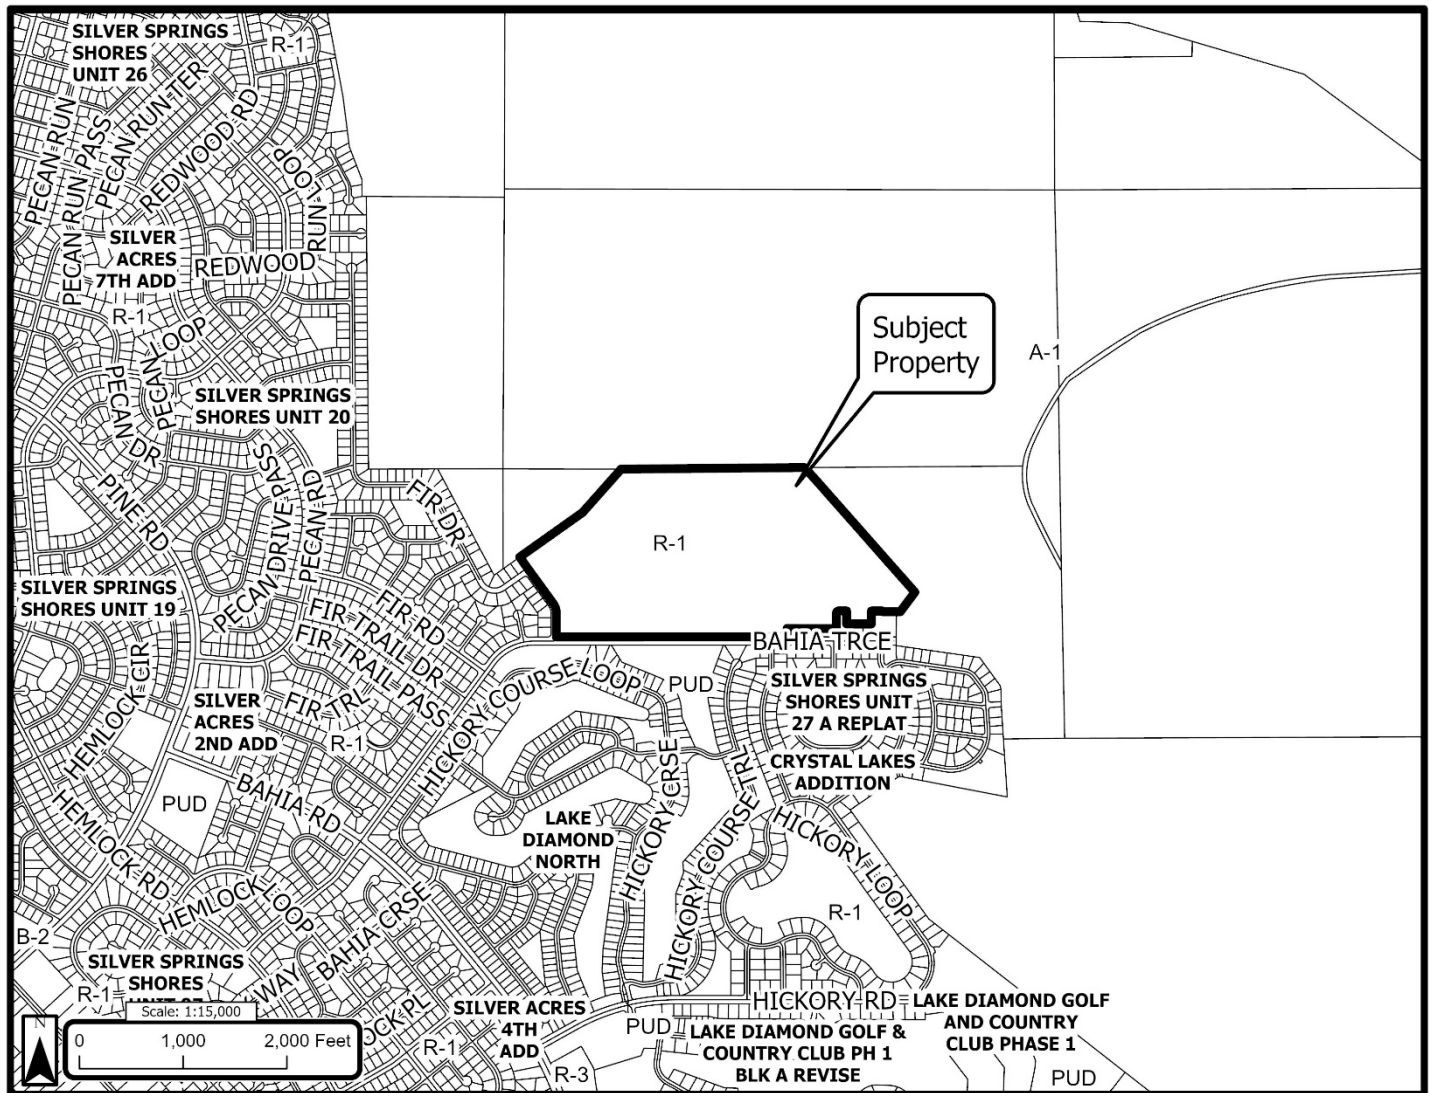 SILVER SPRINGS
SHORES
UNIT 26
R-1
PECAN RUN
PECAN RUN PASS
PECAN RUN TER
REDWOOD RD
RUN LOOP
SILVER
ACRES
7TH ADD
REDWOOD
R-1
PECAN LOOP
PECAN DR
SILVER SPRINGS
SHORES UNIT 20
Subject
Property
A-1
PINE RD
PECAN DRIVE PASS
PECAN RD
FIR DR
R-1
SILVER SPRINGS
SHORES UNIT 19
FIR RD
FIR TRAIL DR
FIR TRAIL PASS
FIR TRL
HEMLOCK CIR
SILVER
ACRES
2ND ADD
R-1
BAHIA TRCE
HICKORY COURSE LOOP
PUD
SILVER SPRINGS
SHORES UNIT
27 A REPLAT
CRYSTAL LAKES
ADDITION
PUD
BAHIA RD
HEMLOCK RD
HEMLOCK LOOP
LAKE
DIAMOND
NORTH
HICKORY CRSE
HICKORY COURSE TRL
HICKORY LOOP
R-1
B-2
BAHIA CRSE
SILVER SPRINGS
SHORES
WAY
R-1
OCK PL
R-1
SILVER ACRES
4TH
ADD
R-3
PUD
HICKORY RD
LAKE DIAMOND GOLF &
COUNTRY CLUB PH 1
BLK A REVISE
LAKE DIAMOND GOLF
AND COUNTRY
CLUB PHASE 1
PUD
N
Scale: 1:15,000
0 1,000 2,000 Feet